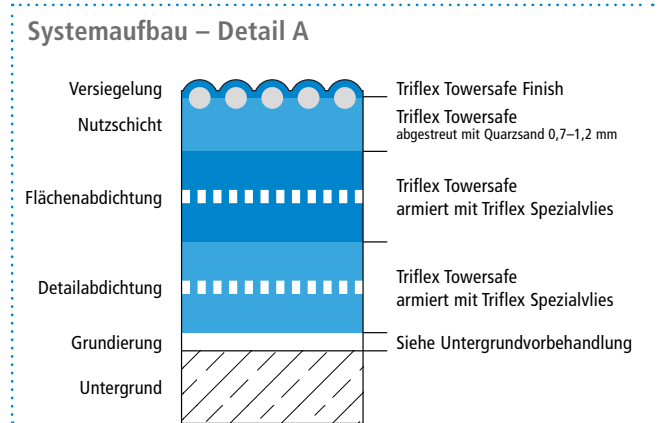 Systemaufbau – Detail A
Versiegelung
Triflex Towersafe Finish
Nutzschicht
Triflex Towersafe
abgestreut mit Quarzsand 0,7–1,2 mm
Flächenabdichtung
Triflex Towersafe
armiert mit Triflex Spezialvlies
Detailabdichtung
Triflex Towersafe
armiert mit Triflex Spezialvlies
Grundierung
Siehe Untergrundvorbehandlung
Untergrund